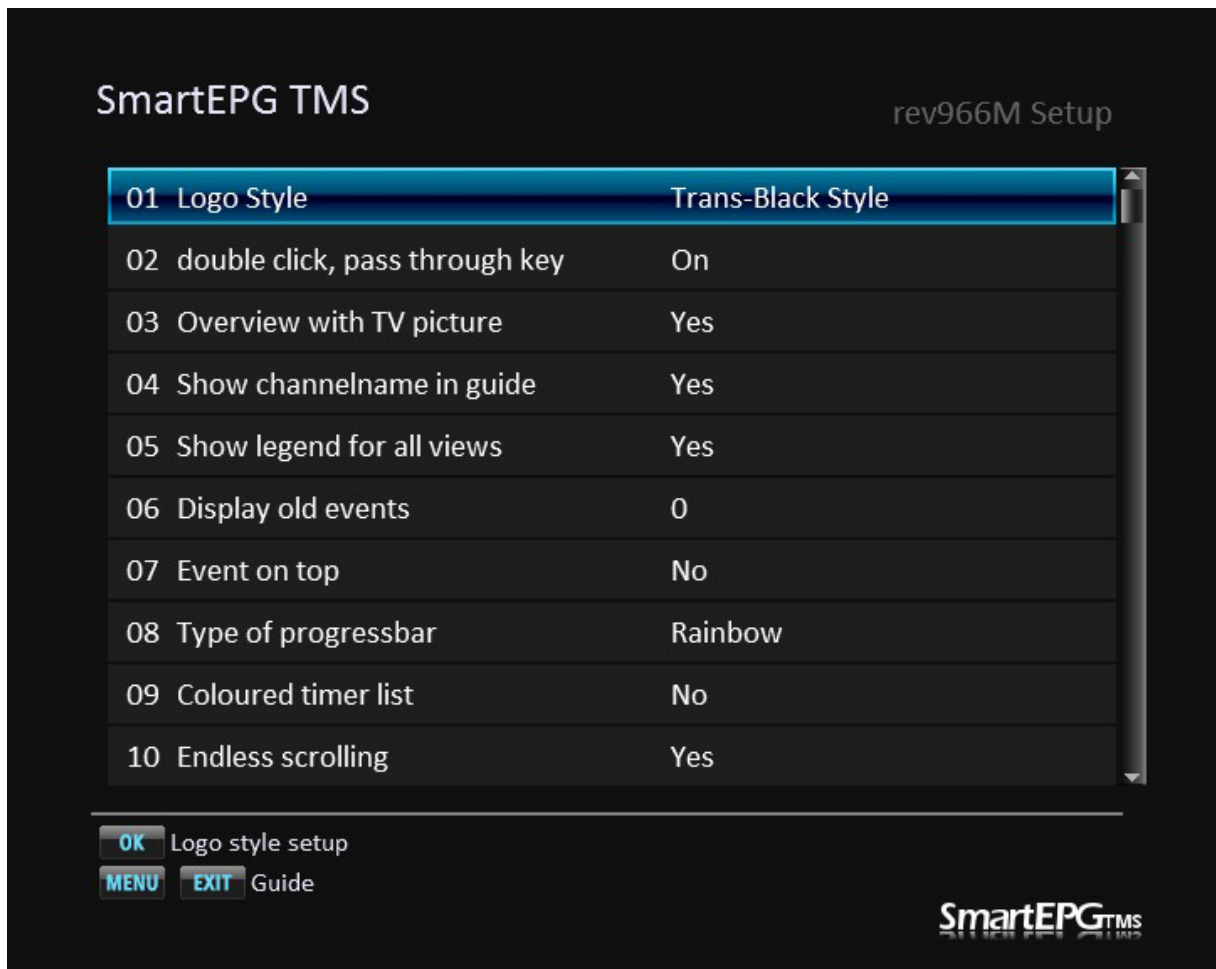 SmartEPG TMS
rev966M Setup
01 Logo Style Trans-Black Style
02 double click, pass through key On
03 Overview with TV picture Yes
04 Show channelname in guide Yes
05 Show legend for all views Yes
06 Display old events 0
07 Event on top No
08 Type of progressbar Rainbow
09 Coloured timer list No
10 Endless scrolling Yes
OK Logo style setup
MENU EXIT Guide
SmartEPGTMS